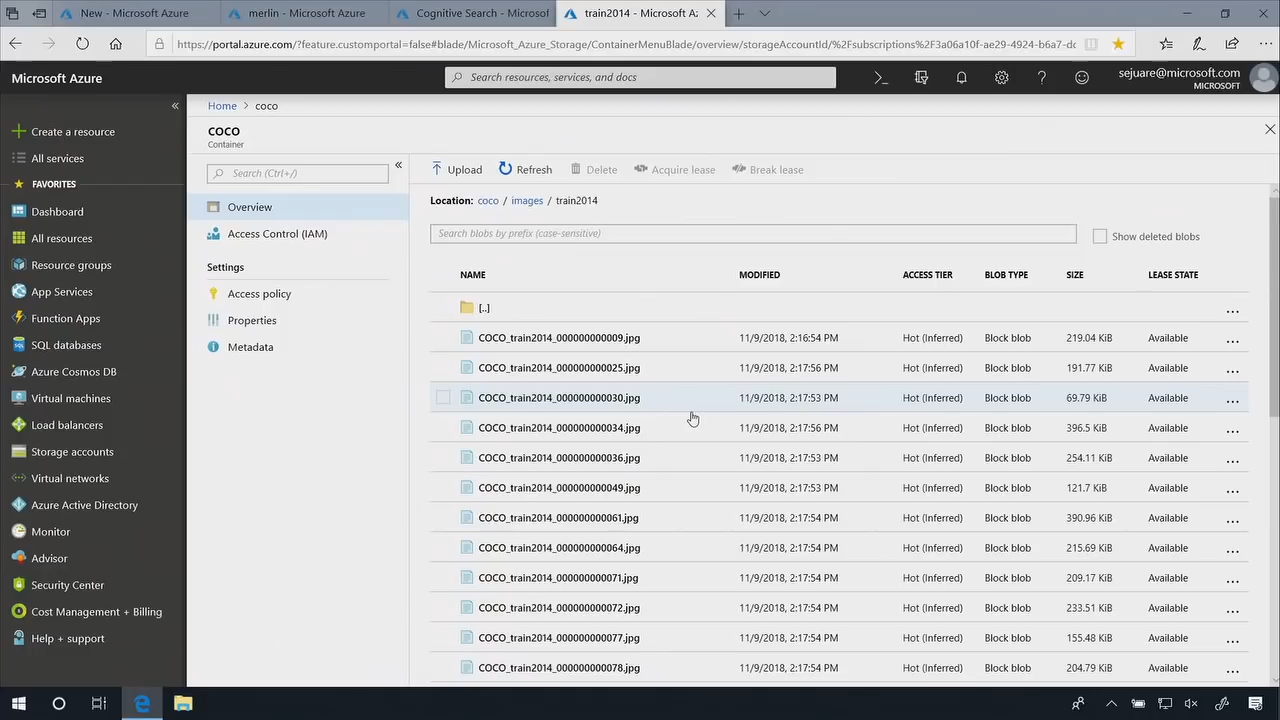 New - Microsoft Azure
merlin - Microsoft Azure
Cognitive Search - Microsof
train2014 - Microsoft Az
https://portal.azure.com/?feature.customportal=false#blade/Microsoft_Azure_Storage/ContainerMenuBlade/overview/storageAccountId/%2Fsubscriptions%2F3a06a10f-ae29-4924-b6a7-dc
Microsoft Azure
Search resources, services, and docs
sejuare@microsoft.com
MICROSOFT
Create a resource
All services
FAVORITES
Dashboard
All resources
Resource groups
App Services
Function Apps
SQL databases
Azure Cosmos DB
Virtual machines
Load balancers
Storage accounts
Virtual networks
Azure Active Directory
Monitor
Advisor
Security Center
Cost Management + Billing
Help + support
Home > coco
COCO
Container
Search (Ctrl+/)
Overview
Access Control (IAM)
Settings
Access policy
Properties
Metadata
Upload Refresh Delete Acquire lease Break lease
Location: coco / images / train2014
Search blobs by prefix (case-sensitive)
Show deleted blobs
NAME MODIFIED ACCESS TIER BLOB TYPE SIZE LEASE STATE
[..] ...
COCO_train2014_000000000009.jpg 11/9/2018, 2:16:54 PM Hot (Inferred) Block blob 219.04 KiB Available ...
COCO_train2014_000000000025.jpg 11/9/2018, 2:17:56 PM Hot (Inferred) Block blob 191.77 KiB Available ...
COCO_train2014_000000000030.jpg 11/9/2018, 2:17:53 PM Hot (Inferred) Block blob 69.79 KiB Available ...
COCO_train2014_000000000034.jpg 11/9/2018, 2:17:56 PM Hot (Inferred) Block blob 396.5 KiB Available ...
COCO_train2014_000000000036.jpg 11/9/2018, 2:17:53 PM Hot (Inferred) Block blob 254.11 KiB Available ...
COCO_train2014_000000000049.jpg 11/9/2018, 2:17:53 PM Hot (Inferred) Block blob 121.7 KiB Available ...
COCO_train2014_000000000061.jpg 11/9/2018, 2:17:54 PM Hot (Inferred) Block blob 390.96 KiB Available ...
COCO_train2014_000000000064.jpg 11/9/2018, 2:17:54 PM Hot (Inferred) Block blob 215.69 KiB Available ...
COCO_train2014_000000000071.jpg 11/9/2018, 2:17:54 PM Hot (Inferred) Block blob 209.17 KiB Available ...
COCO_train2014_000000000072.jpg 11/9/2018, 2:17:54 PM Hot (Inferred) Block blob 233.51 KiB Available ...
COCO_train2014_000000000077.jpg 11/9/2018, 2:17:54 PM Hot (Inferred) Block blob 155.48 KiB Available ...
COCO_train2014_000000000078.jpg 11/9/2018, 2:17:54 PM Hot (Inferred) Block blob 204.79 KiB Available ...